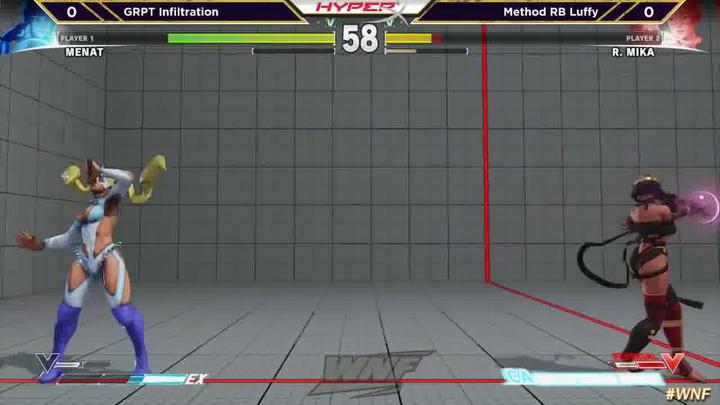 0 GRPT Infiltration HYPER Method RB Luffy 0
PLAYER 1 58 PLAYER 2
MENAT R. MIKA
WNF
V V
EX CA
#WNF